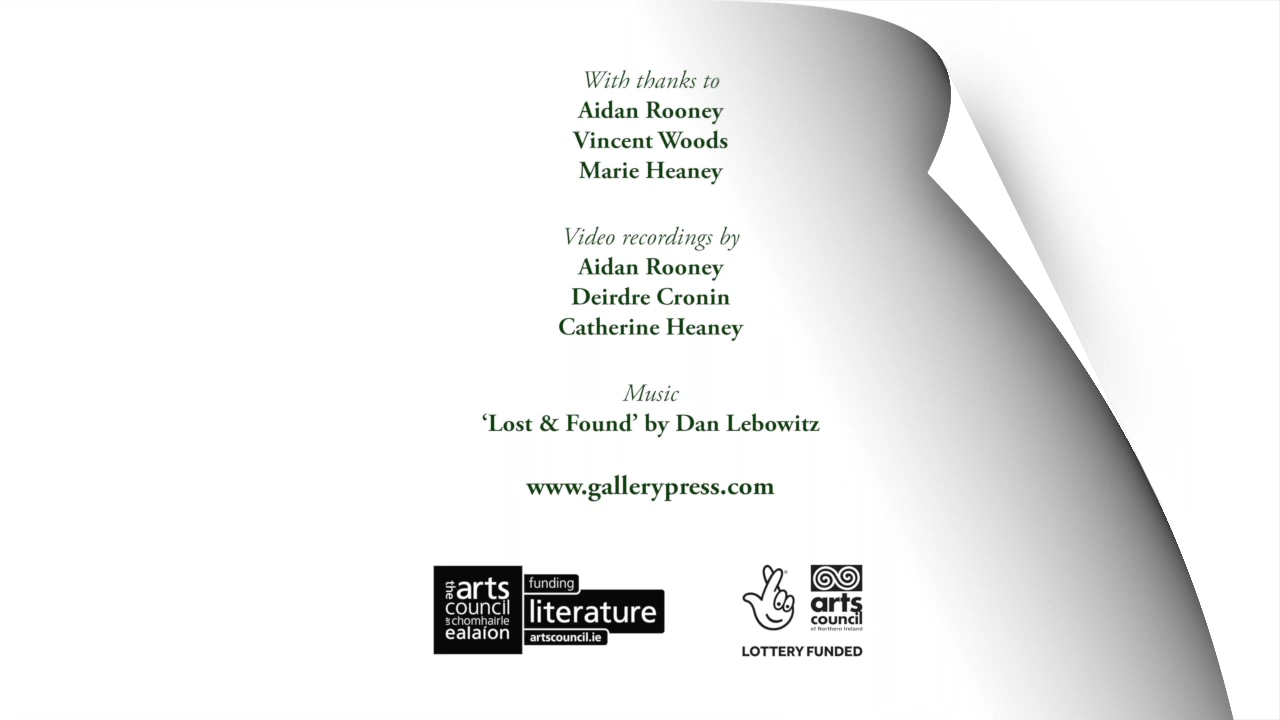 With thanks to
Aidan Rooney
Vincent Woods
Marie Heaney
Video recordings by
Aidan Rooney
Deirdre Cronin
Catherine Heaney
Music
‘Lost & Found’ by Dan Lebowitz
www.gallerypress.com
the arts
council
an chomhairle
ealaíon
funding
literature
artscouncil.ie
arts
council
of Northern Ireland
LOTTERY FUNDED